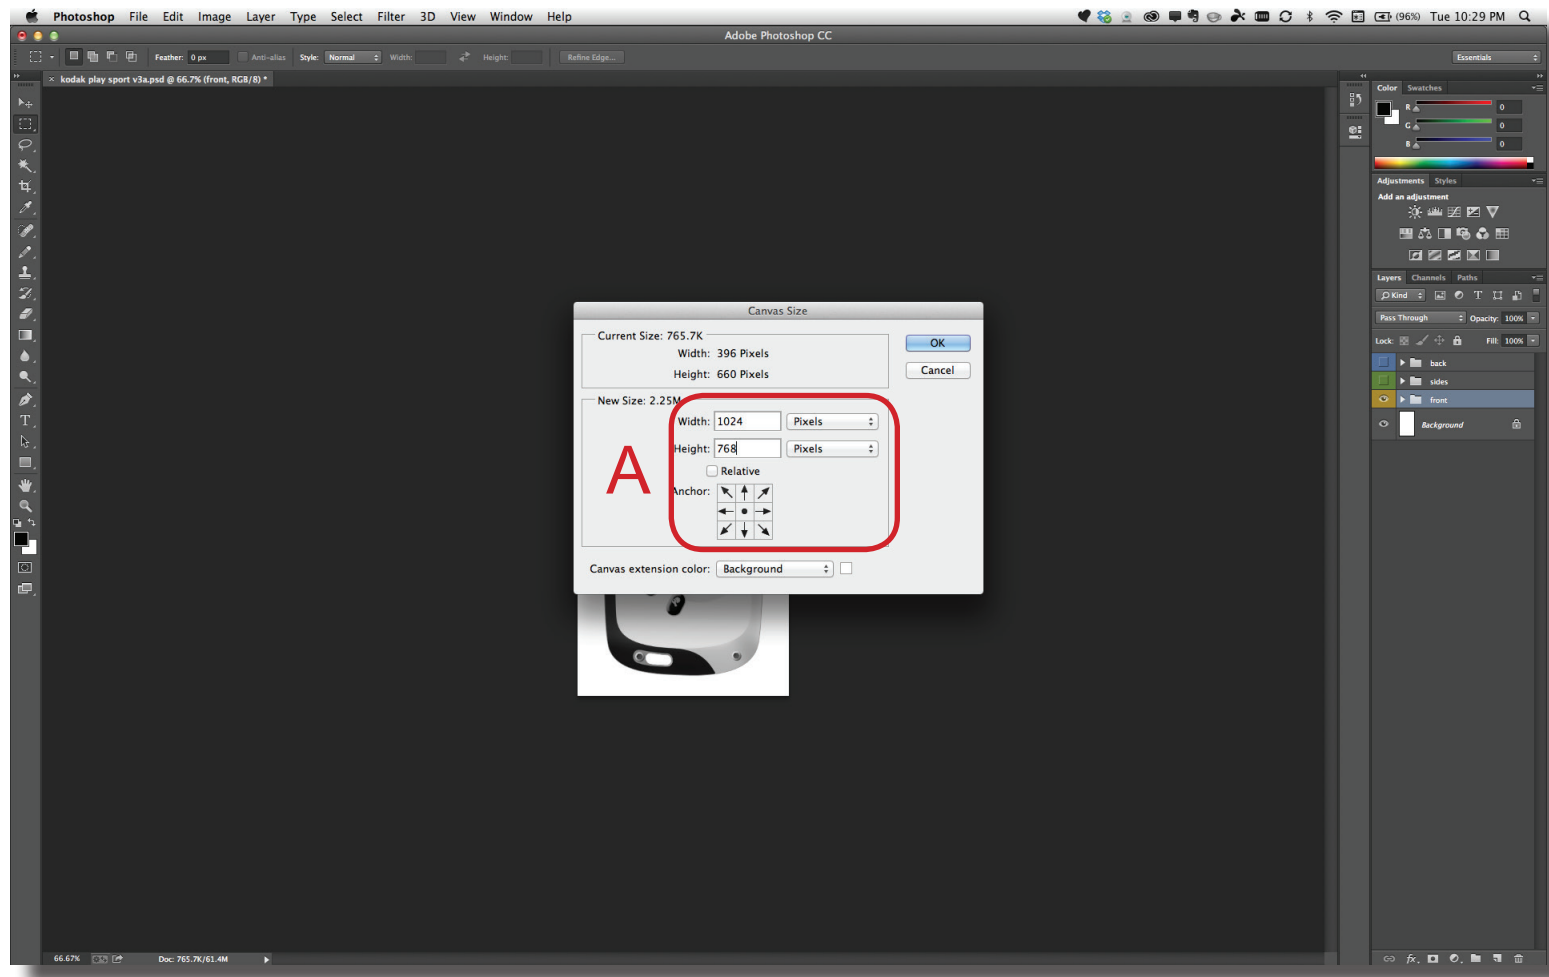 Photoshop File Edit Image Layer Type Select Filter 3D View Window Help (96%) Tue 10:29 PM
Adobe Photoshop CC
Feather: 0 px Anti-alias Style: Normal Width: Height: Refine Edge... Essentials
× kodak play sport v3a.psd @ 66.7% (front, RGB/8) *
Color Swatches
R 0
G 0
B 0
Adjustments Styles
Add an adjustment
Layers Channels Paths
Kind
Pass Through Opacity: 100%
Lock: Fill: 100%
back
sides
front
Background
Canvas Size
Current Size: 765.7K
Width: 396 Pixels
Height: 660 Pixels
OK
Cancel
New Size: 2.25M
Width: 1024 Pixels
Height: 768 Pixels
Relative
Anchor:
A
Canvas extension color: Background
66.67% Doc: 765.7K/61.4M